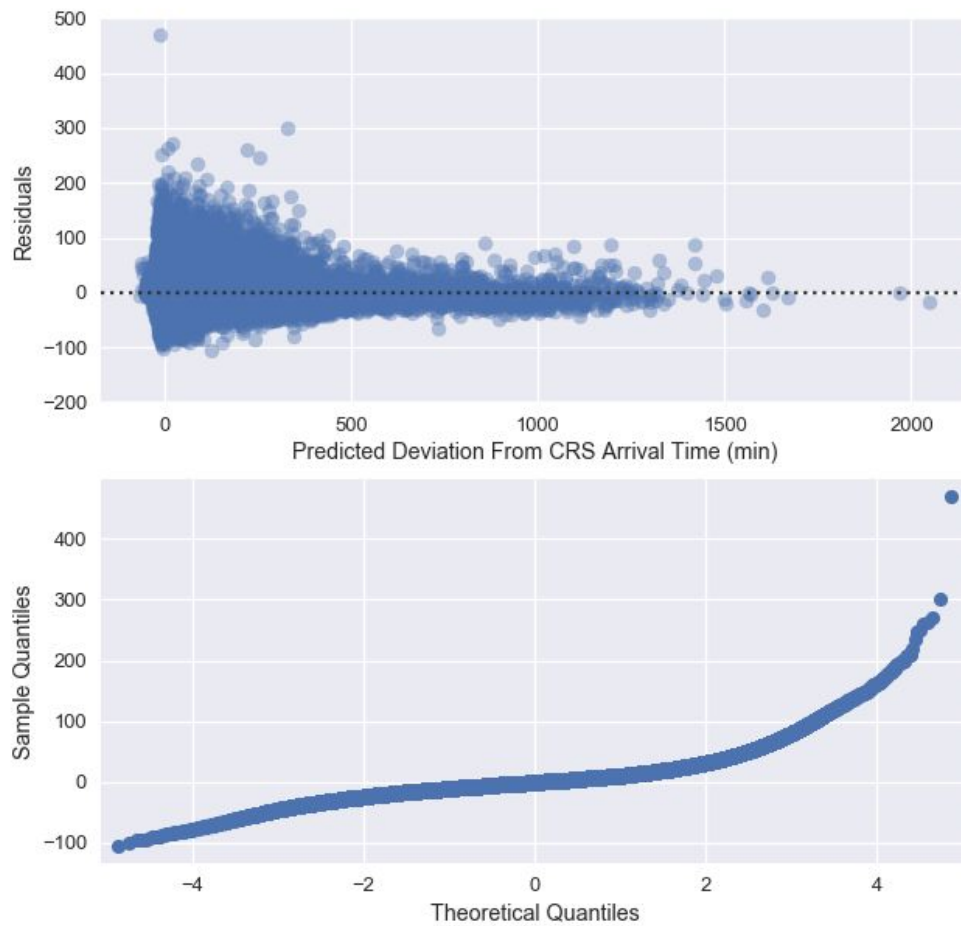 500
400
300
200
100
0
−100
−200
Residuals
0 500 1000 1500 2000
Predicted Deviation From CRS Arrival Time (min)
400
300
200
100
0
−100
Sample Quantiles
−4 −2 0 2 4
Theoretical Quantiles